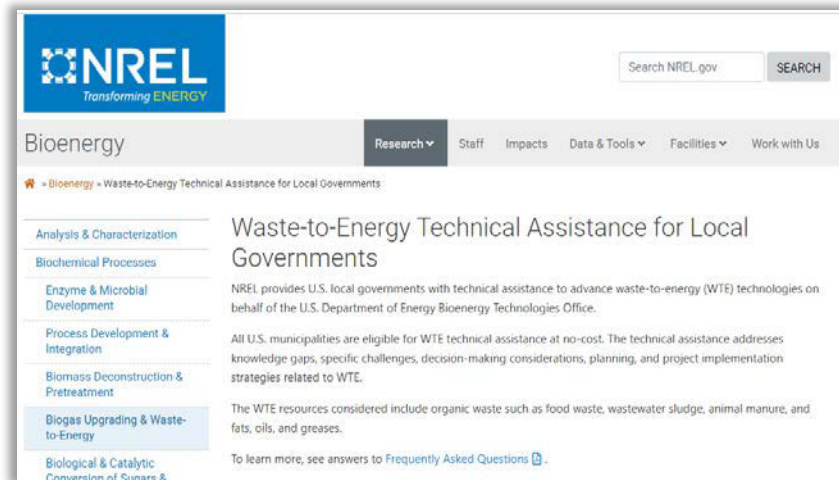 NREL
Transforming ENERGY
Search NREL.gov SEARCH
Bioenergy Research Staff Impacts Data & Tools Facilities Work with Us
» Bioenergy » Waste-to-Energy Technical Assistance for Local Governments
Analysis & Characterization
Biochemical Processes
Enzyme & Microbial
Development
Process Development &
Integration
Biomass Deconstruction &
Pretreatment
Biogas Upgrading & Waste-
to-Energy
Biological & Catalytic
Conversion of Sugars &
Waste-to-Energy Technical Assistance for Local
Governments
NREL provides U.S. local governments with technical assistance to advance waste-to-energy (WTE) technologies on
behalf of the U.S. Department of Energy Bioenergy Technologies Office.
All U.S. municipalities are eligible for WTE technical assistance at no-cost. The technical assistance addresses
knowledge gaps, specific challenges, decision-making considerations, planning, and project implementation
strategies related to WTE.
The WTE resources considered include organic waste such as food waste, wastewater sludge, animal manure, and
fats, oils, and greases.
To learn more, see answers to Frequently Asked Questions .